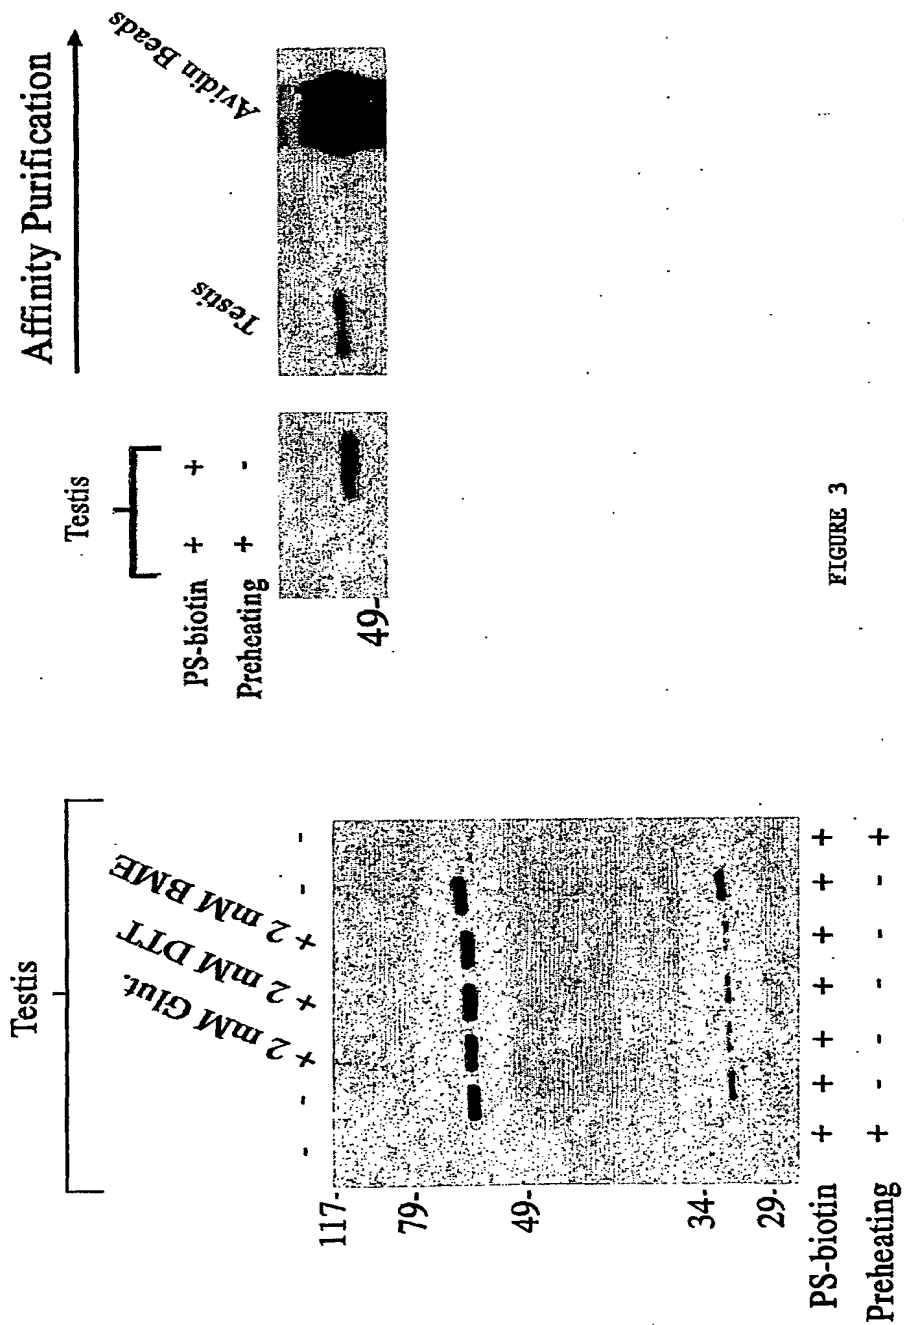 Testis
-
-
+ 2 mM Glut.
+ 2 mM DTT
+ 2 mM BME
-
-
117-
79-
49-
34-
29-
PS-biotin + + + + + + +
Preheating + - - - - - +
Testis
PS-biotin + +
Preheating + -
49-
Affinity Purification
Testis
Avidin Beads
FIGURE 3